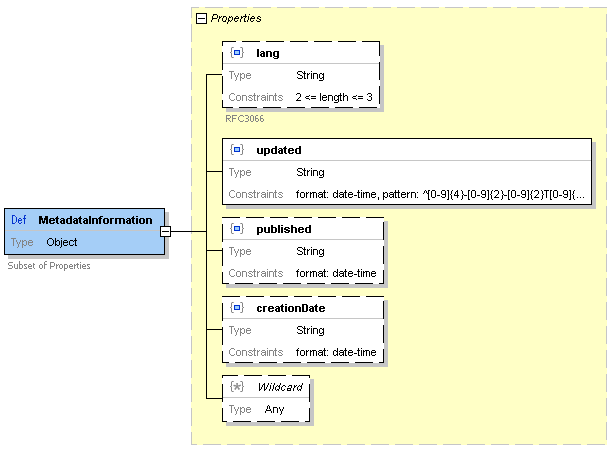 Properties
lang
Type String
Constraints 2 <= length <= 3
RFC3066
updated
Type String
Constraints format: date-time, pattern: ^[0-9]{4}-[0-9]{2}-[0-9]{2}T[0-9]{...
Def MetadataInformation
Type Object
Subset of Properties
published
Type String
Constraints format: date-time
creationDate
Type String
Constraints format: date-time
{*} Wildcard
Type Any